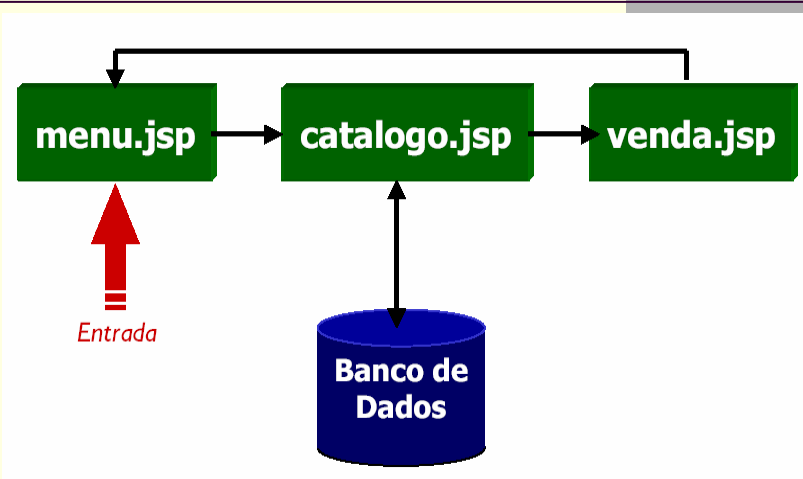 menu.jsp
catalogo.jsp
venda.jsp
Entrada
Banco de
Dados